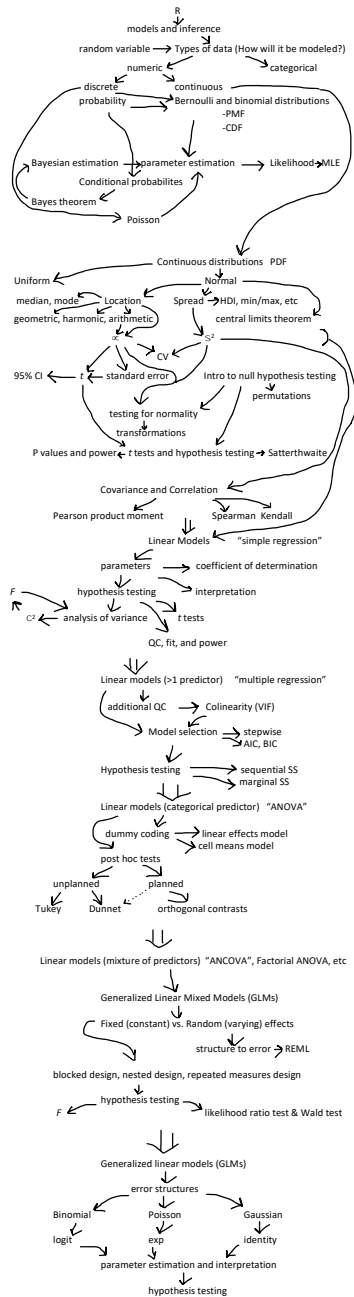 R
models and inference
random variable Types of data (How will it be modeled?)
numeric categorical
discrete continuous
probability Bernoulli and binomial distributions
-PMF
-CDF
Bayesian estimation parameter estimation Likelihood MLE
Conditional probabilites
Bayes theorem
Poisson
Continuous distributions PDF
Uniform Normal
median, mode Location Spread HDI, min/max, etc
geometric, harmonic, arithmetic central limits theorem
∝ CV 𝕊²
95% CI t standard error Intro to null hypothesis testing
permutations
testing for normality
transformations
P values and power t tests and hypothesis testing Satterthwaite
Covariance and Correlation
Pearson product moment Spearman Kendall
Linear Models "simple regression"
parameters coefficient of determination
F hypothesis testing interpretation
ℂ² analysis of variance t tests
QC, fit, and power
Linear models (>1 predictor) "multiple regression"
additional QC Colinearity (VIF)
Model selection stepwise
AIC, BIC
Hypothesis testing sequential SS
marginal SS
Linear models (categorical predictor) "ANOVA"
dummy coding linear effects model
cell means model
post hoc tests
unplanned planned
Tukey Dunnet orthogonal contrasts
Linear models (mixture of predictors) "ANCOVA", Factorial ANOVA, etc
Generalized Linear Mixed Models (GLMs)
Fixed (constant) vs. Random (varying) effects
structure to error REML
blocked design, nested design, repeated measures design
hypothesis testing
F likelihood ratio test & Wald test
Generalized linear models (GLMs)
error structures
Binomial Poisson Gaussian
logit exp identity
parameter estimation and interpretation
hypothesis testing